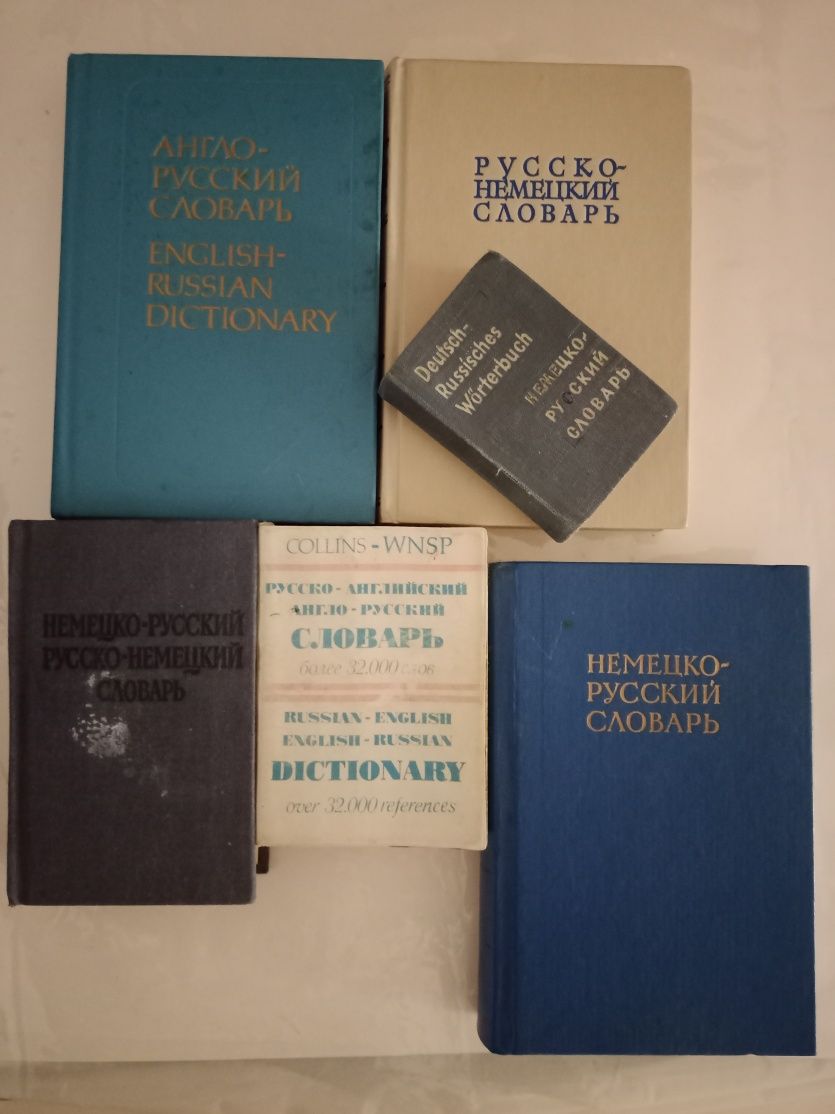 АНГЛО-
РУССКИЙ
СЛОВАРЬ
ENGLISH-
RUSSIAN
DICTIONARY
РУССКО-
НЕМЕЦКИЙ
СЛОВАРЬ
Deutsch-
Russisches
Wörterbuch
НЕМЕЦКО-
РУССКИЙ
СЛОВАРЬ
НЕМЕЦКО-РУССКИЙ
РУССКО-НЕМЕЦКИЙ
СЛОВАРЬ
COLLINS-WNSP
РУССКО-АНГЛИЙСКИЙ
АНГЛО-РУССКИЙ
СЛОВАРЬ
более 32.000 слов
RUSSIAN-ENGLISH
ENGLISH-RUSSIAN
DICTIONARY
over 32.000 references
НЕМЕЦКО-
РУССКИЙ
СЛОВАРЬ